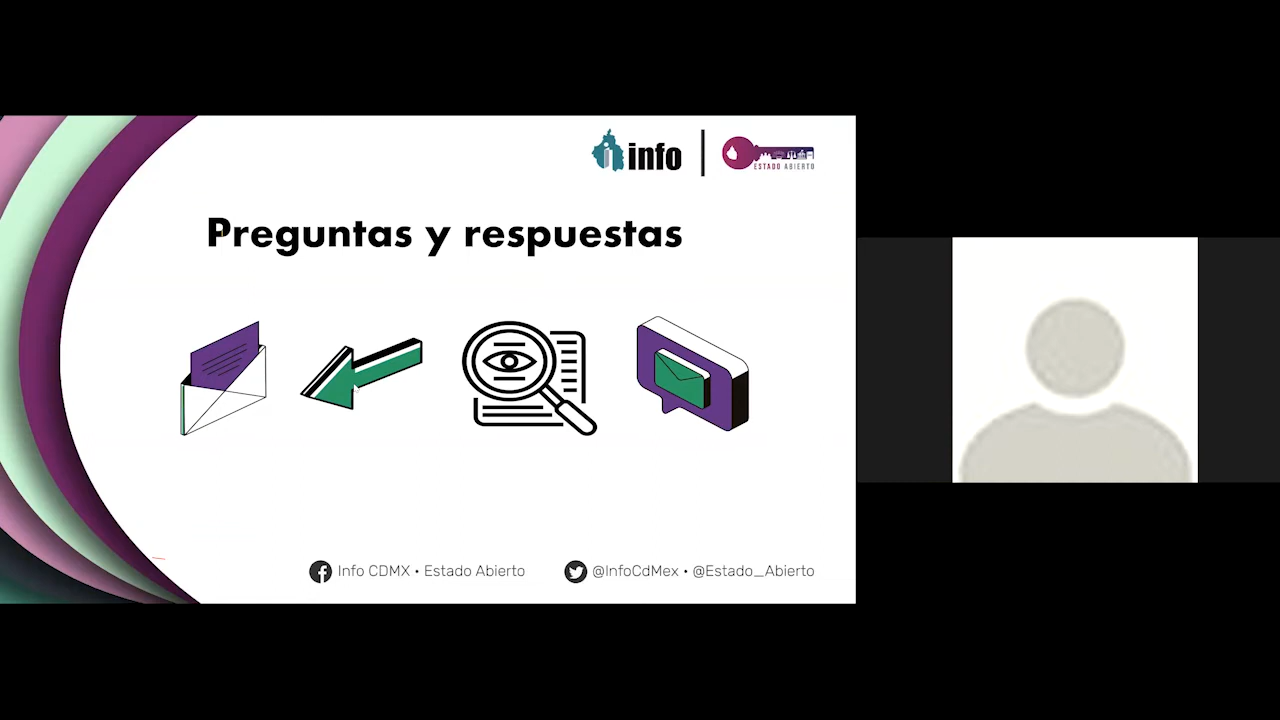 info
ESTADO ABIERTO
Preguntas y respuestas
Info CDMX • Estado Abierto
@InfoCdMex • @Estado_Abierto